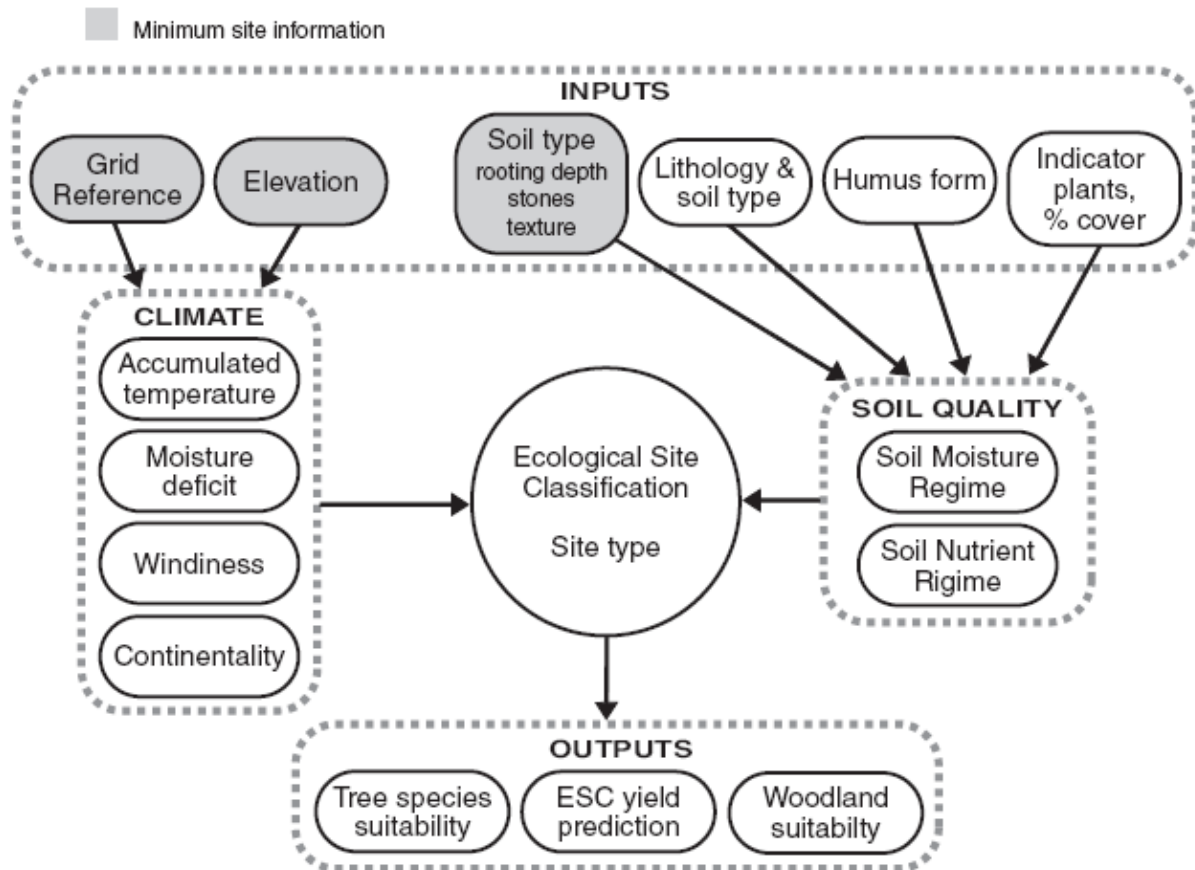 Minimum site information
INPUTS
Grid
Reference
Elevation
Soil type
rooting depth
stones
texture
Lithology &
soil type
Humus form
Indicator
plants,
% cover
CLIMATE
Accumulated
temperature
Moisture
deficit
Windiness
Continentality
Ecological Site
Classification
Site type
SOIL QUALITY
Soil Moisture
Regime
Soil Nutrient
Rigime
OUTPUTS
Tree species
suitability
ESC yield
prediction
Woodland
suitabilty